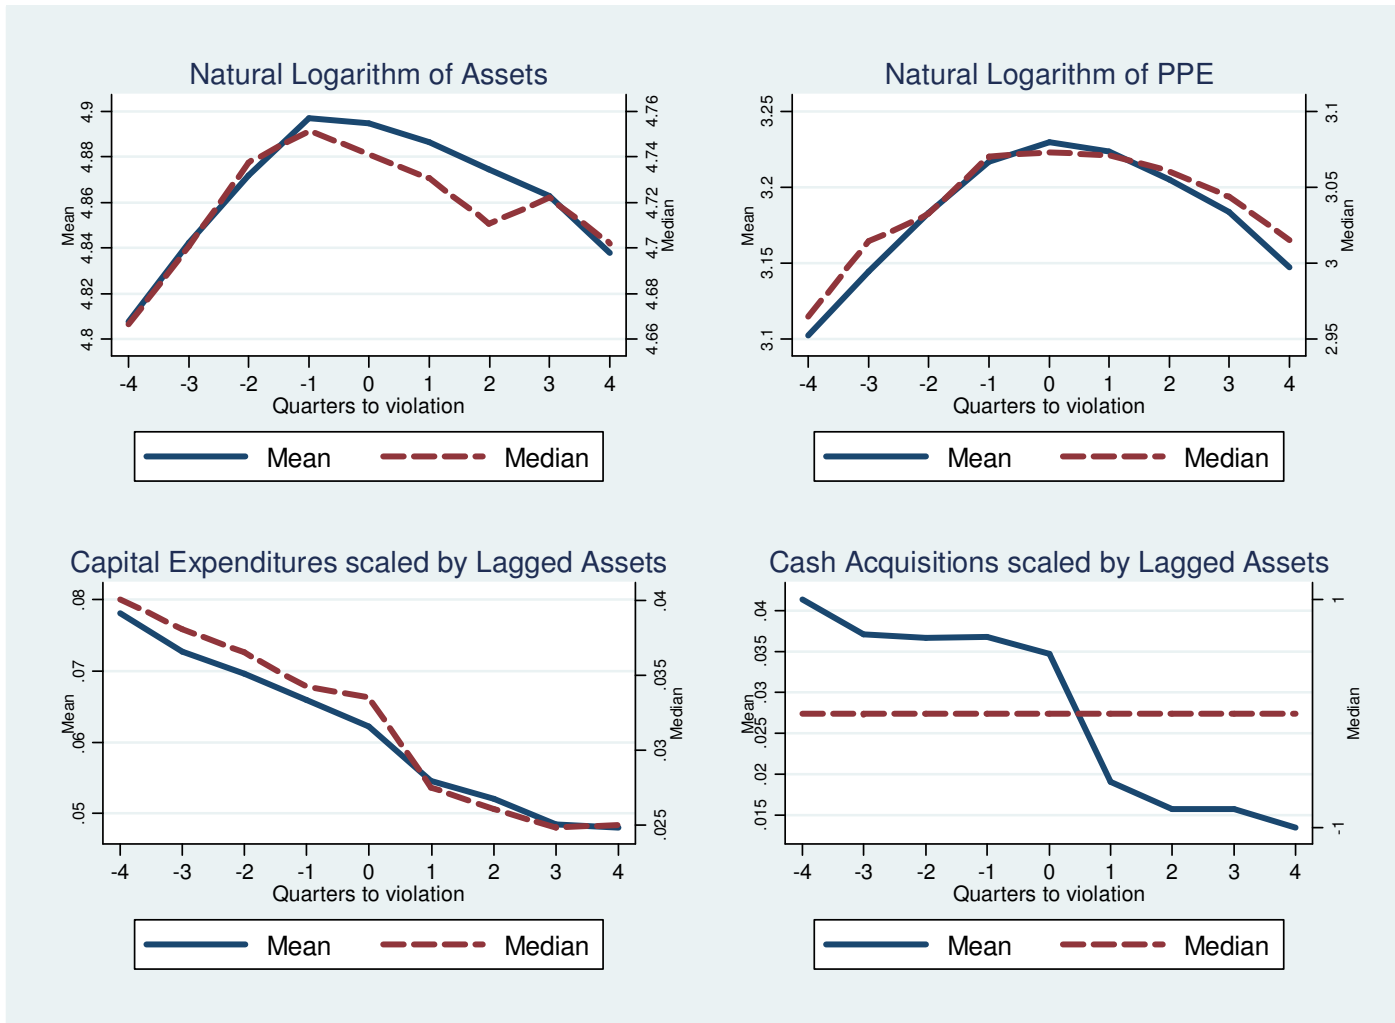 Natural Logarithm of Assets
Mean
4.8 4.82 4.84 4.86 4.88 4.9
4.66 4.68 4.7 4.72 4.74 4.76
Median
-4 -3 -2 -1 0 1 2 3 4
Quarters to violation
Mean Median
Natural Logarithm of PPE
Mean
3.1 3.15 3.2 3.25
2.95 3 3.05 3.1
Median
-4 -3 -2 -1 0 1 2 3 4
Quarters to violation
Mean Median
Capital Expenditures scaled by Lagged Assets
Mean
.05 .06 .07 .08
.025 .03 .035 .04
Median
-4 -3 -2 -1 0 1 2 3 4
Quarters to violation
Mean Median
Cash Acquisitions scaled by Lagged Assets
Mean
.015 .02 .025 .03 .035 .04
-1 1
Median
-4 -3 -2 -1 0 1 2 3 4
Quarters to violation
Mean Median